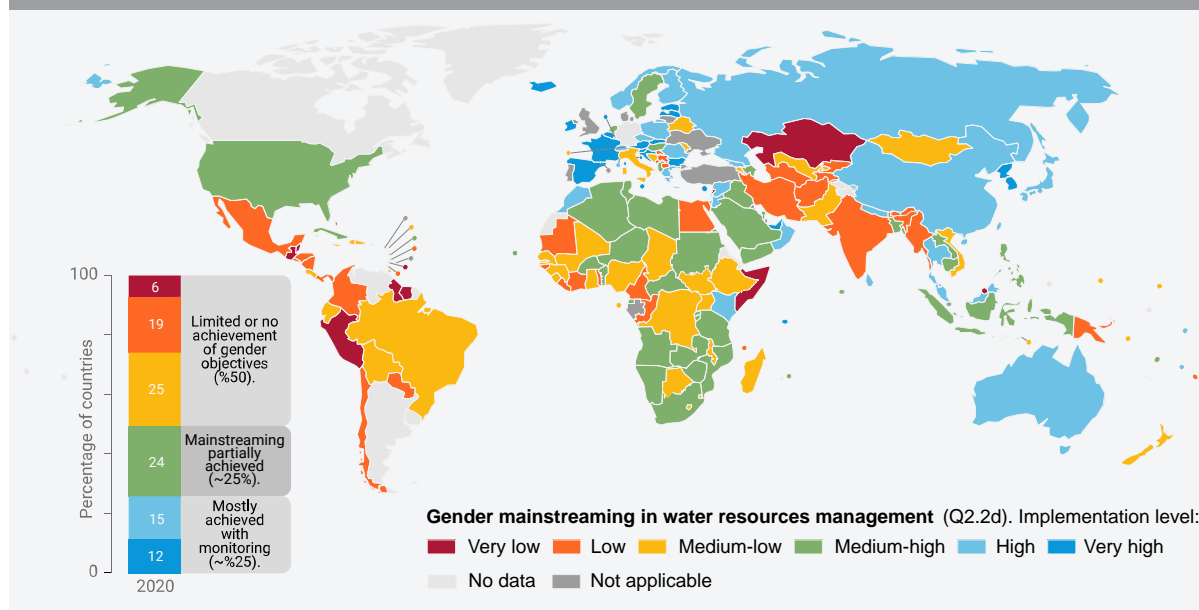 100
Percentage of countries
0
2020
6
19
25
24
15
12
Limited or no
achievement
of gender
objectives
(%50).
Mainstreaming
partially
achieved
(~25%).
Mostly
achieved
with
monitoring
(~%25).
Gender mainstreaming in water resources management (Q2.2d). Implementation level:
Very low Low Medium-low Medium-high High Very high
No data Not applicable